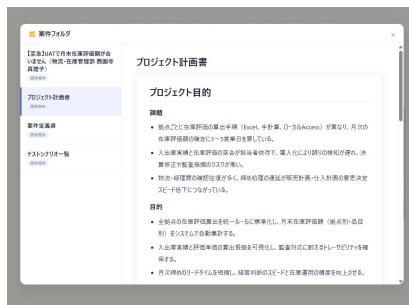 案件フォルダ
×
【至急】UATで月末在庫評価額が合
いません（物流・在庫管理部 西園寺
真理子）
既存資料
プロジェクト計画書
既存資料
要件定義書
既存資料
テストシナリオ一覧
既存資料
プロジェクト計画書
プロジェクト目的
課題
• 拠点ごとに在庫評価の算出手順（Excel、手計算、ローカルAccess）が異なり、月次の
在庫評価額の確定に3〜5営業日を要している。
• 入出庫実績と在庫評価の突合が担当者依存で、属人化により誤りの検知が遅れ、決
算修正や監査指摘のリスクが高い。
• 物流・経理間の確認往復が多く、締め処理の遅延が販売計画・仕入計画の意思決定
スピード低下につながっている。
目的
• 全拠点の在庫評価算出を統一ルールに標準化し、月末在庫評価額（拠点別・品目
別）をシステムで自動集計する。
• 入出庫実績と評価単価の算出根拠を可視化し、監査対応に耐えるトレーサビリティを確
保する。
• 月次締めのリードタイムを短縮し、経営判断のスピードと在庫運用の精度を向上させる。